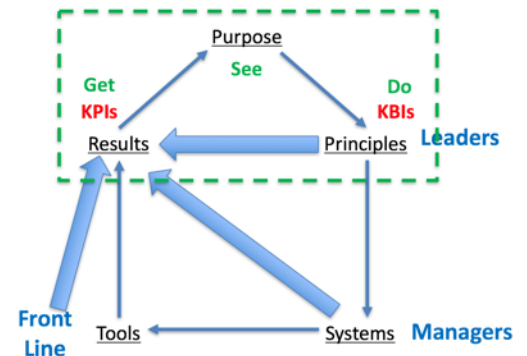 Purpose
See
Get
KPIs
Do
KBIs
Results
Principles
Leaders
Front
Line
Tools
Systems
Managers